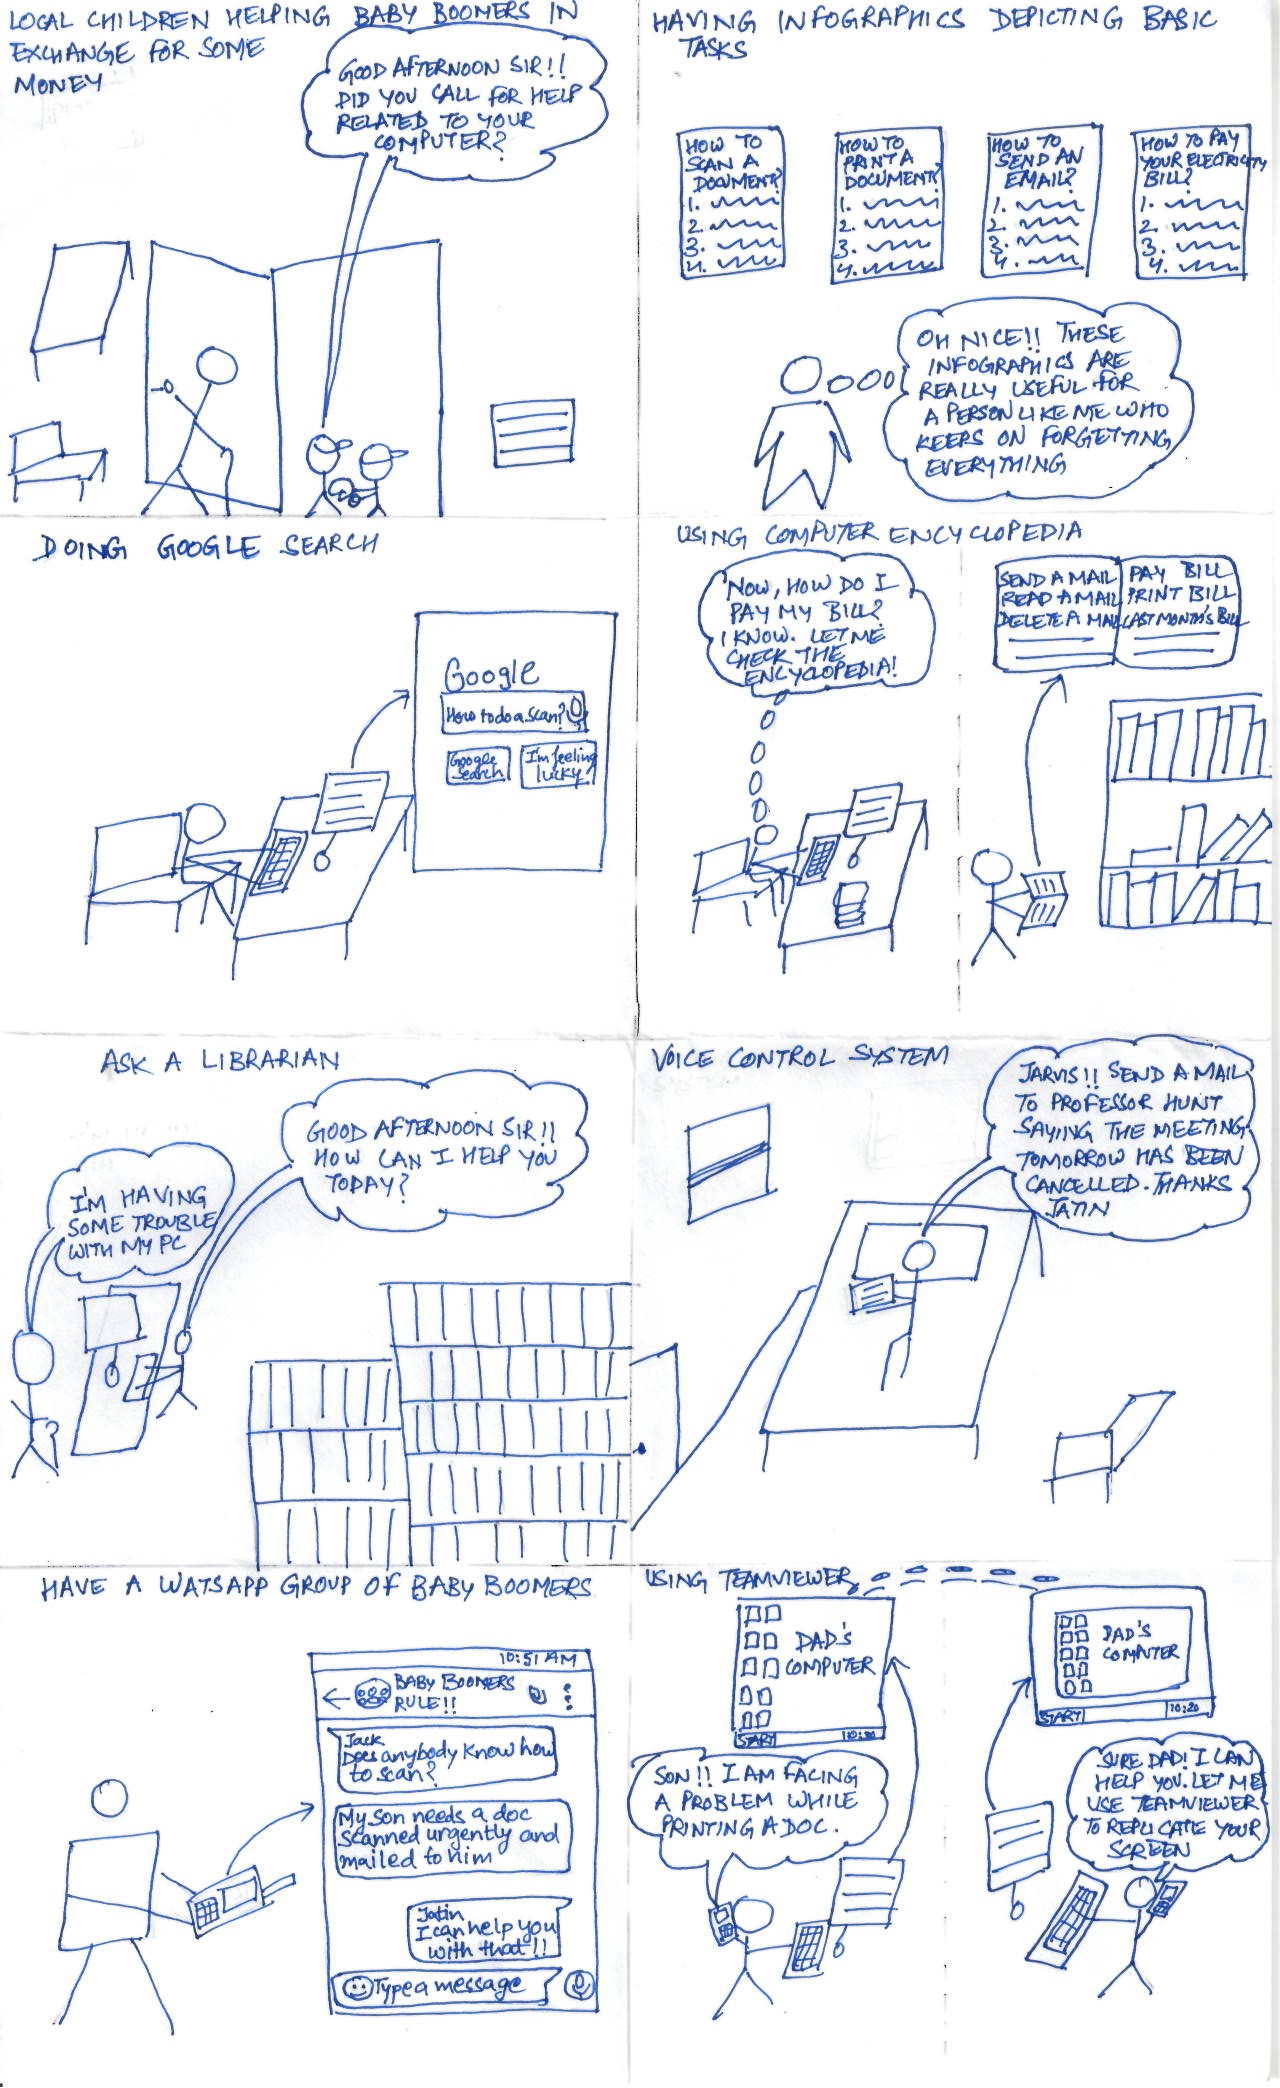 LOCAL CHILDREN HELPING BABY BOOMERS IN
EXCHANGE FOR SOME
MONEY
GOOD AFTERNOON SIR!!
DID YOU CALL FOR HELP
RELATED TO YOUR
COMPUTER?
HAVING INFOGRAPHICS DEPICTING BASIC
TASKS
HOW TO
SCAN A
DOCUMENT?
1.
2.
3.
4.
HOW TO
PRINT A
DOCUMENT?
1.
2.
3.
4.
HOW TO
SEND AN
EMAIL?
1.
2.
3.
4.
HOW TO PAY
YOUR ELECTRICITY
BILL?
1.
2.
3.
4.
OH NICE!! THESE
INFOGRAPHICS ARE
REALLY USEFUL FOR
A PERSON LIKE ME WHO
KEEPS ON FORGETTING
EVERYTHING
DOING GOOGLE SEARCH
Google
How to do a scan?
Google
Search
I'm feeling
lucky?
USING COMPUTER ENCYCLOPEDIA
NOW, HOW DO I
PAY MY BILL?
I KNOW. LET ME
CHECK THE
ENCYCLOPEDIA!
SEND A MAIL
READ A MAIL
DELETE A MAIL
PAY BILL
PRINT BILL
LAST MONTH'S BILL
ASK A LIBRARIAN
GOOD AFTERNOON SIR!!
HOW CAN I HELP YOU
TODAY?
I'M HAVING
SOME TROUBLE
WITH MY PC
VOICE CONTROL SYSTEM
JARVIS!! SEND A MAIL
TO PROFESSOR HUNT
SAYING THE MEETING
TOMORROW HAS BEEN
CANCELLED. THANKS
JATIN
HAVE A WATSAPP GROUP OF BABY BOOMERS
10:51 AM
BABY BOOMERS
RULE!!
Jack
Does anybody know how
to scan?
My son needs a doc
scanned urgently and
mailed to him
Jatin
I can help you
with that!!
Type a message
USING TEAMVIEWER
DAD'S
COMPUTER
START
10:20
SON!! I AM FACING
A PROBLEM WHILE
PRINTING A DOC.
DAD'S
COMPUTER
START
10:20
SURE DAD! I CAN
HELP YOU. LET ME
USE TEAMVIEWER
TO REPLICATE YOUR
SCREEN